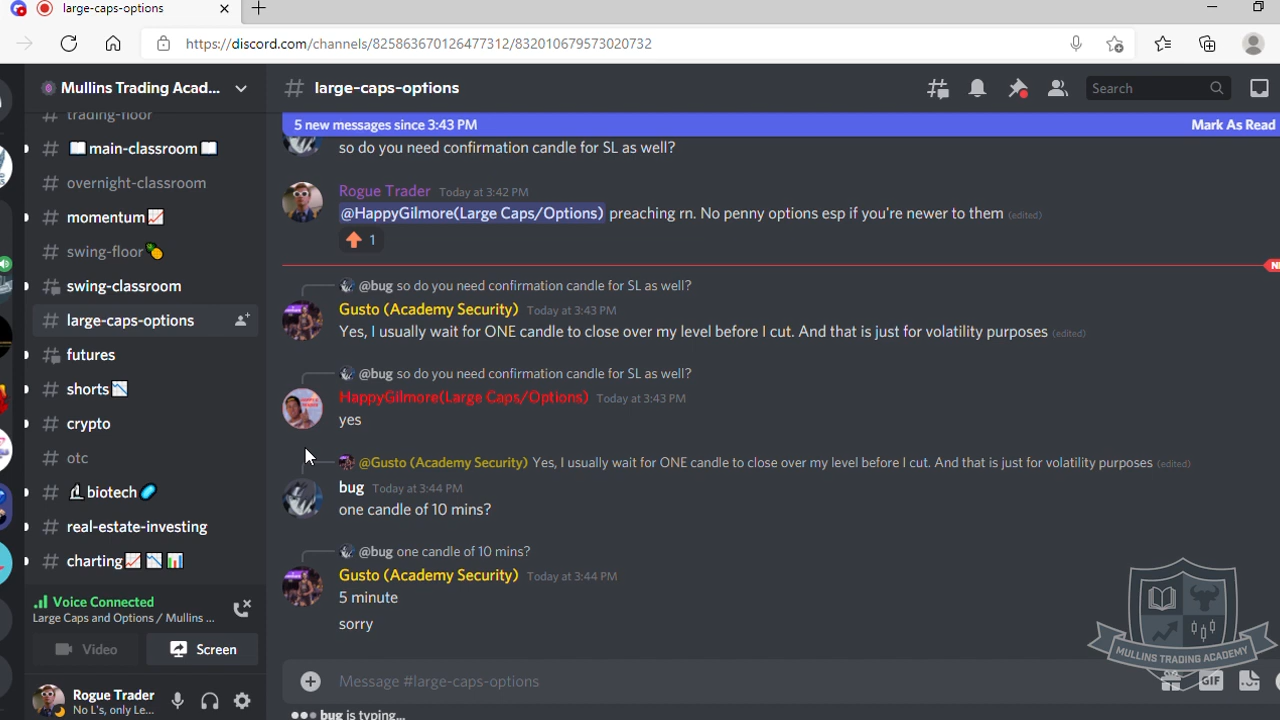 large-caps-options
https://discord.com/channels/825863670126477312/832010679573020732
Mullins Trading Acad...
large-caps-options
Search
trading-floor
main-classroom
overnight-classroom
momentum
swing-floor
swing-classroom
large-caps-options
futures
shorts
crypto
otc
biotech
real-estate-investing
charting
Voice Connected
Large Caps and Options / Mullins ...
Video
Screen
Rogue Trader
No L's, only Le...
5 new messages since 3:43 PM
Mark As Read
so do you need confirmation candle for SL as well?
Rogue Trader Today at 3:42 PM
@HappyGilmore(Large Caps/Options) preaching rn. No penny options esp if you're newer to them (edited)
1
@bug so do you need confirmation candle for SL as well?
Gusto (Academy Security) Today at 3:43 PM
Yes, I usually wait for ONE candle to close over my level before I cut. And that is just for volatility purposes (edited)
@bug so do you need confirmation candle for SL as well?
HappyGilmore(Large Caps/Options) Today at 3:43 PM
yes
@Gusto (Academy Security) Yes, I usually wait for ONE candle to close over my level before I cut. And that is just for volatility purposes (edited)
bug Today at 3:44 PM
one candle of 10 mins?
@bug one candle of 10 mins?
Gusto (Academy Security) Today at 3:44 PM
5 minute
sorry
Message #large-caps-options
GIF
bug is typing...
MULLINS TRADING ACADEMY